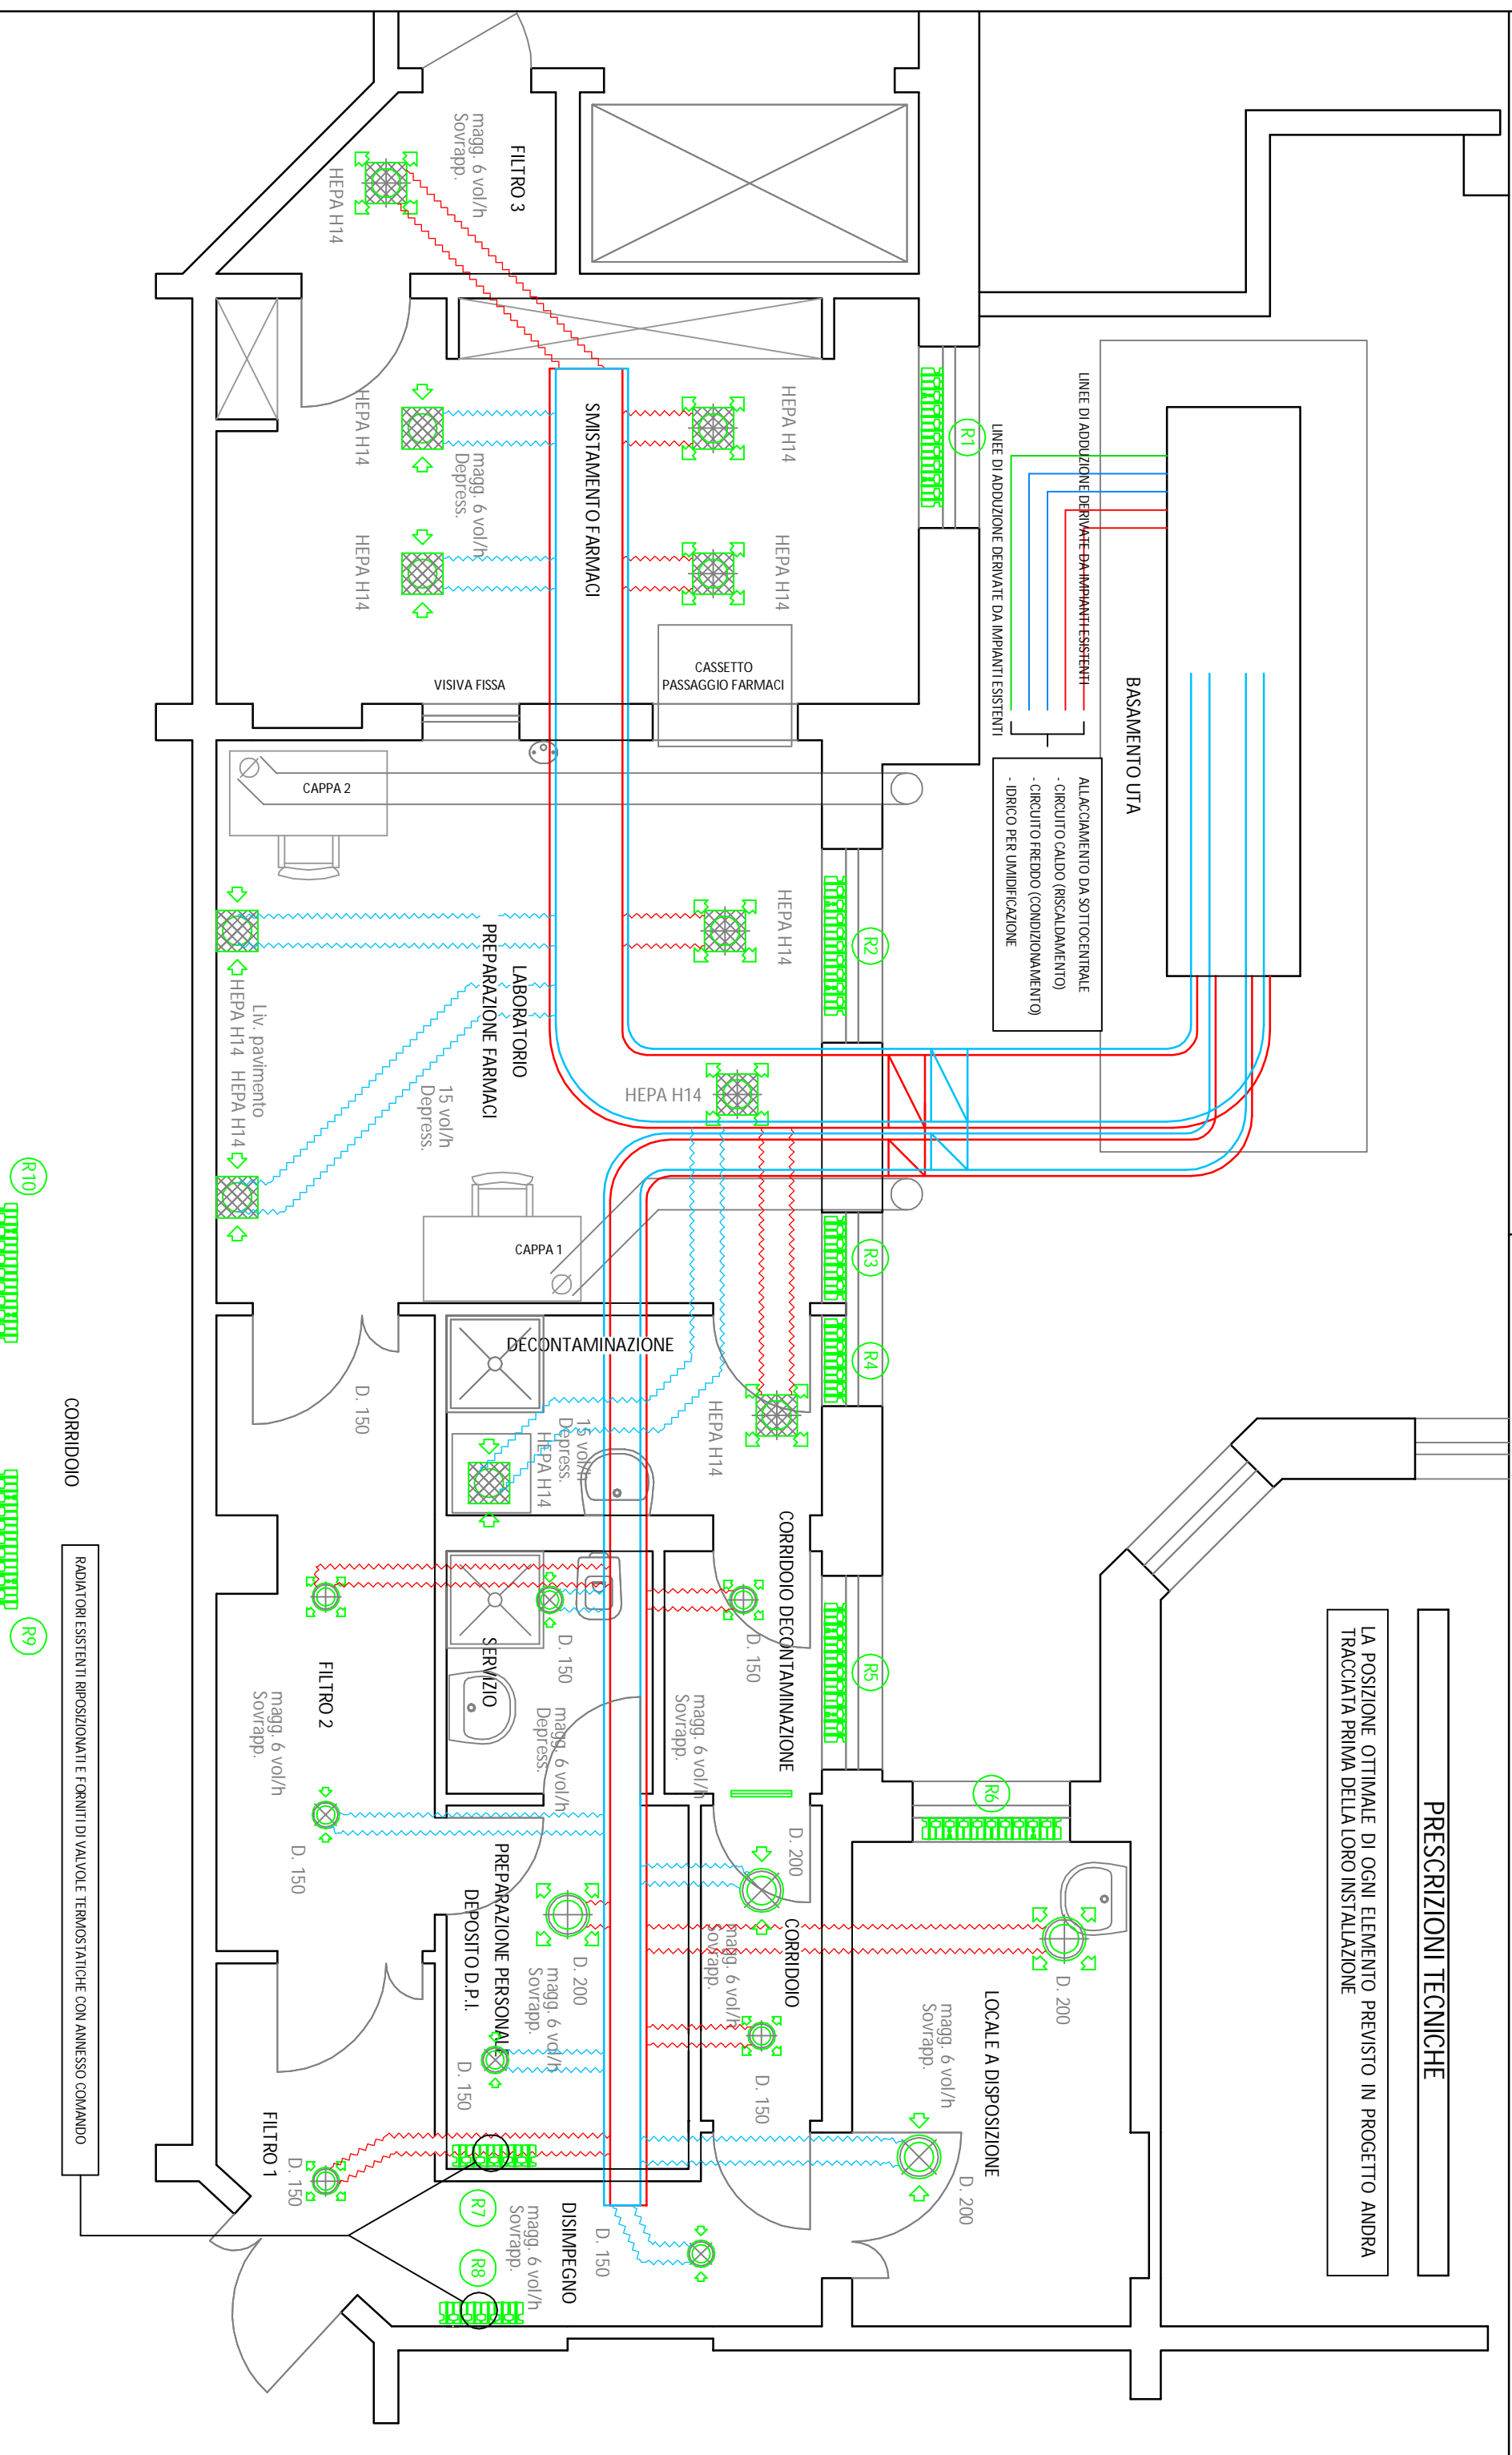 PRESCRIZIONI TECNICHE
LA POSIZIONE OTTIMALE DI OGNI ELEMENTO PREVISTO IN PROGETTO ANDRA
TRACCIATA PRIMA DELLA LORO INSTALLAZIONE
BASAMENTO UTA
LINEE DI ADDUZIONE DERIVATE DA IMPIANTI ESISTENTI
LINEE DI ADDUZIONE DERIVATE DA IMPIANTI ESISTENTI
ALLACCIAMENTO DA SOTTOCENTRALE
- CIRCUITO CALDO (RISCALDAMENTO)
- CIRCUITO FREDDO (CONDIZIONAMENTO)
- IDRICO PER UMIDIFICAZIONE
FILTRO 3
magg. 6 vol/h
Sovrapp.
HEPA H14
R1
HEPA H14
HEPA H14
SMISTAMENTO FARMACI
magg. 6 vol/h
Depress.
HEPA H14
HEPA H14
CASSETTO
PASSAGGIO FARMACI
VISIVA FISSA
CAPPA 2
R2
HEPA H14
LABORATORIO
PREPARAZIONE FARMACI
15 vol/h
Depress.
Liv. pavimento
HEPA H14
HEPA H14
HEPA H14
CAPPA 1
R3
R4
DECONTAMINAZIONE
15 vol/h
Depress.
HEPA H14
HEPA H14
D. 150
R5
CORRIDOIO DECONTAMINAZIONE
D. 150
magg. 6 vol/h
Sovrapp.
SERVIZIO
D. 150
magg. 6 vol/h
Depress.
FILTRO 2
magg. 6 vol/h
Sovrapp.
D. 150
R6
D. 200
CORRIDOIO
magg. 6 vol/h
Sovrapp.
D. 150
D. 200
LOCALE A DISPOSIZIONE
magg. 6 vol/h
Sovrapp.
D. 200
PREPARAZIONE PERSONALE
DEPOSITO D.P.I.
D. 200
magg. 6 vol/h
Sovrapp.
D. 150
FILTRO 1
D. 150
R7
R8
DISIMPEGNO
magg. 6 vol/h
Sovrapp.
D. 150
CORRIDOIO
R10
R9
RADIATORI ESISTENTI RIPOSIZIONATI E FORNITI DI VALVOLE TERMOSTATICHE CON ANNESSO COMANDO